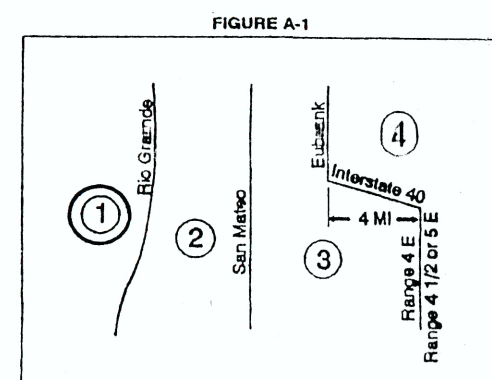 FIGURE A-1
Rio Grande
1
2
San Mateo
3
Eubank
4
Interstate 40
4 MI
Range 4 E
Range 4 1/2 or 5 E